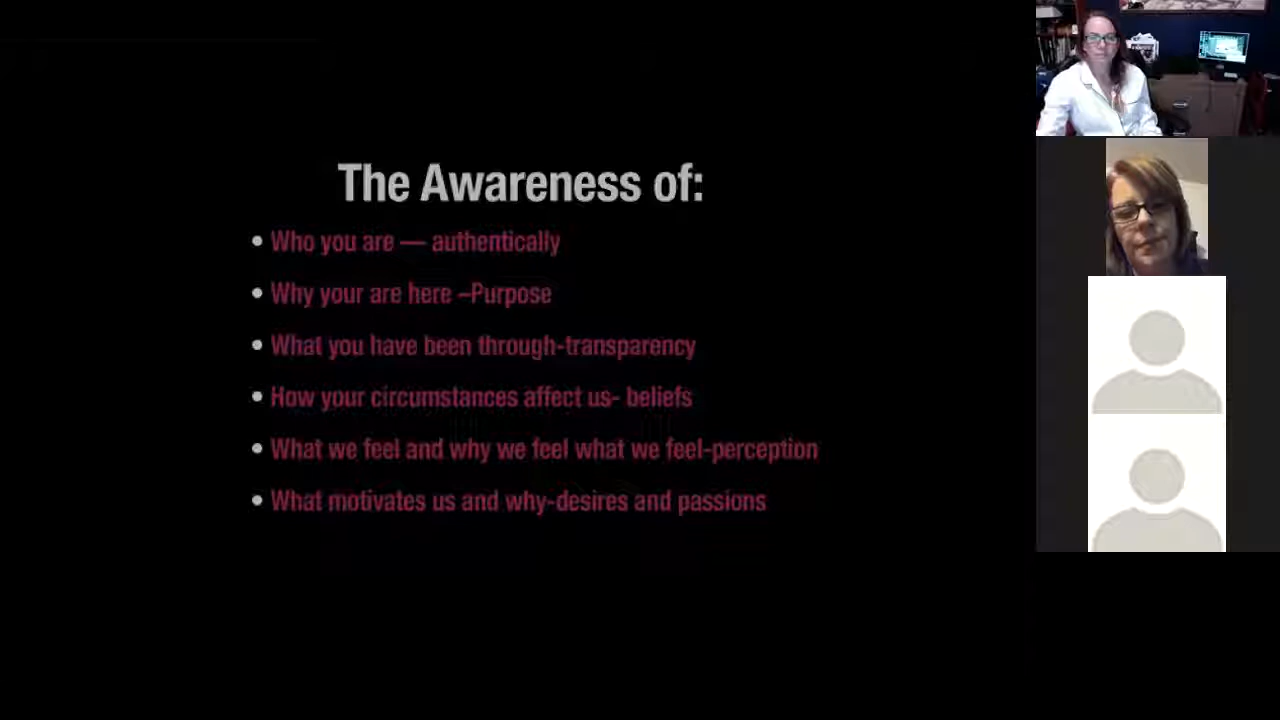 The Awareness of:
• Who you are — authentically
• Why your are here –Purpose
• What you have been through-transparency
• How your circumstances affect us- beliefs
• What we feel and why we feel what we feel-perception
• What motivates us and why-desires and passions